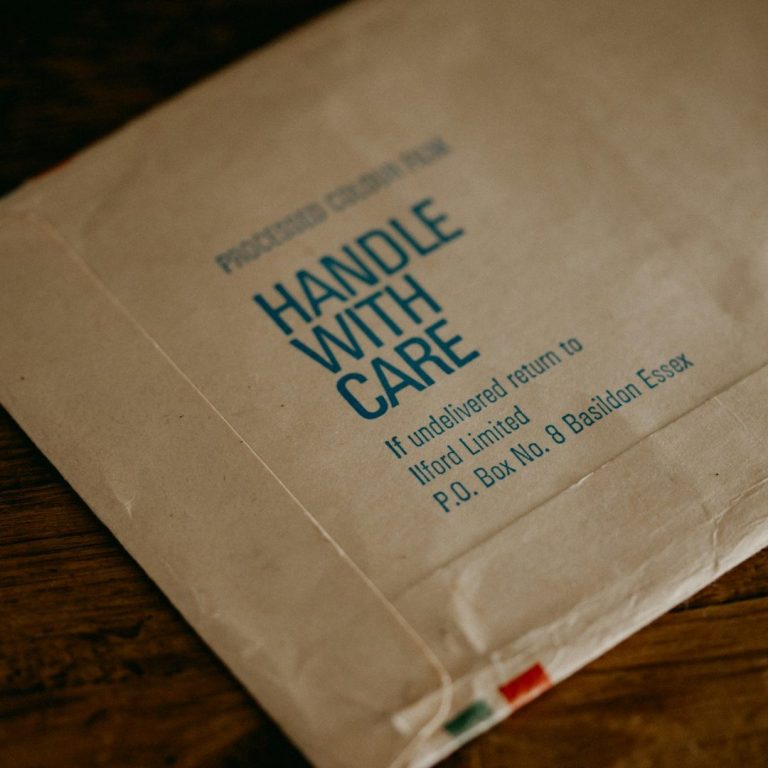 PROCESSED COLOUR FILM
HANDLE
WITH
CARE
If undelivered return to
Ilford Limited
P.O. Box No. 8 Basildon Essex